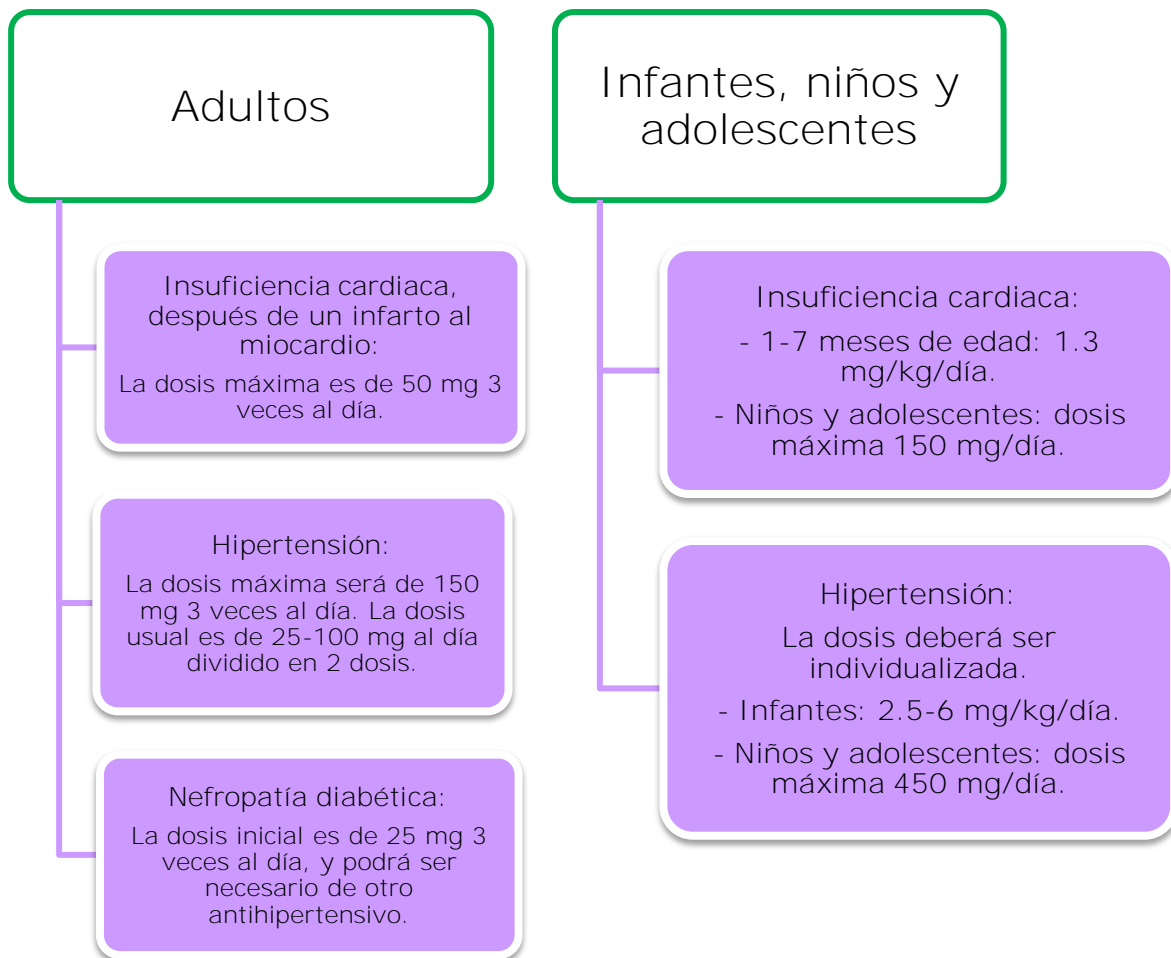 Adultos
Insuficiencia cardiaca,
después de un infarto al
miocardio:
La dosis máxima es de 50 mg 3
veces al día.
Hipertensión:
La dosis máxima será de 150
mg 3 veces al día. La dosis
usual es de 25-100 mg al día
dividido en 2 dosis.
Nefropatía diabética:
La dosis inicial es de 25 mg 3
veces al día, y podrá ser
necesario de otro
antihipertensivo.
Infantes, niños y
adolescentes
Insuficiencia cardiaca:
- 1-7 meses de edad: 1.3
mg/kg/día.
- Niños y adolescentes: dosis
máxima 150 mg/día.
Hipertensión:
La dosis deberá ser
individualizada.
- Infantes: 2.5-6 mg/kg/día.
- Niños y adolescentes: dosis
máxima 450 mg/día.